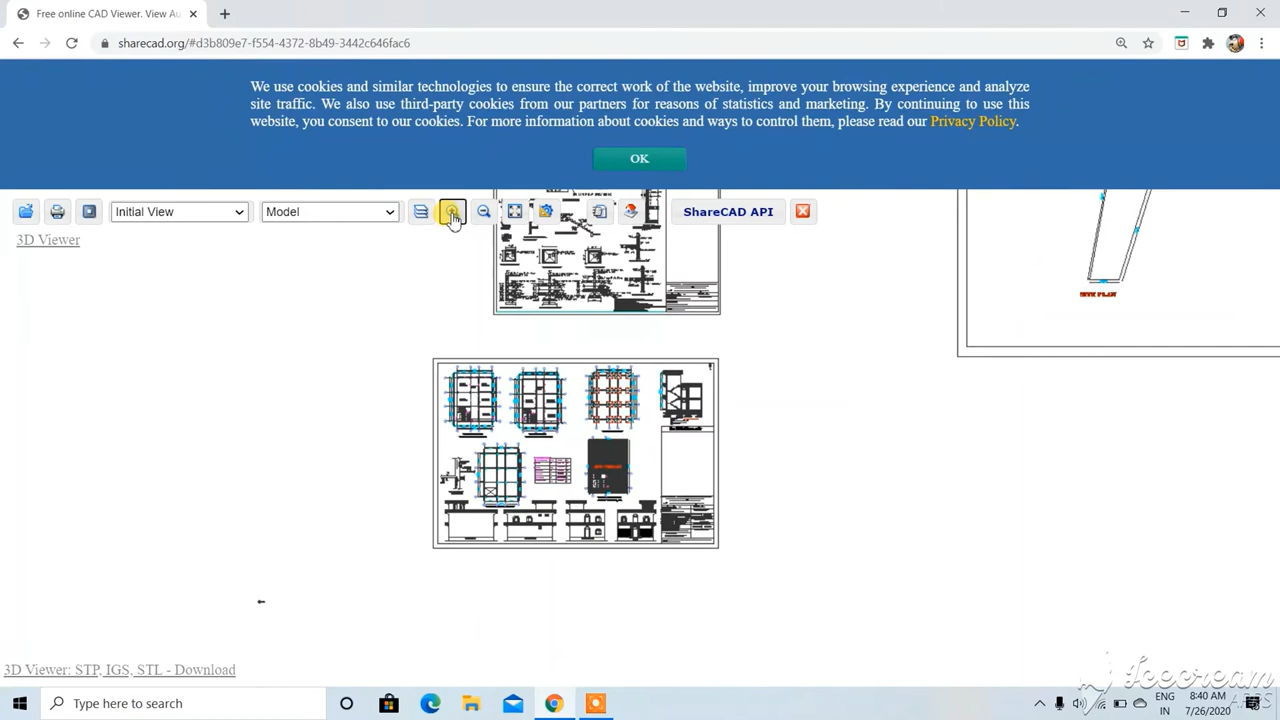 Free online CAD Viewer. View Au
sharecad.org/#d3b809e7-f554-4372-8b49-3442c646fac6
We use cookies and similar technologies to ensure the correct work of the website, improve your browsing experience and analyze
site traffic. We also use third-party cookies from our partners for reasons of statistics and marketing. By continuing to use this
website, you consent to our cookies. For more information about cookies and ways to control them, please read our Privacy Policy.
OK
Initial View
Model
ShareCAD API
3D Viewer
SITE PLAN
3D Viewer: STP, IGS, STL - Download
Icecream
APPS
Type here to search
ENG
IN
8:40 AM
7/26/2020